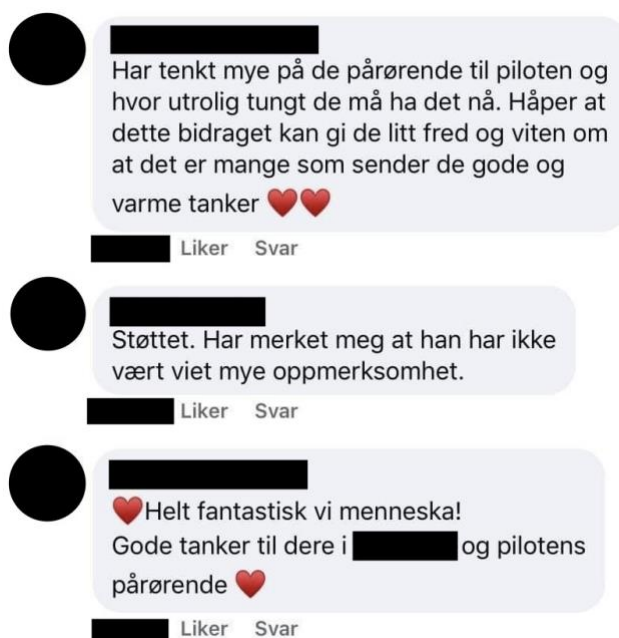 Har tenkt mye på de pårørende til piloten og
hvor utrolig tungt de må ha det nå. Håper at
dette bidraget kan gi de litt fred og viten om
at det er mange som sender de gode og
varme tanker ❤️❤️
Liker Svar
Støttet. Har merket meg at han har ikke
vært viet mye oppmerksomhet.
Liker Svar
❤️Helt fantastisk vi menneska!
Gode tanker til dere i og pilotens
pårørende ❤️
Liker Svar